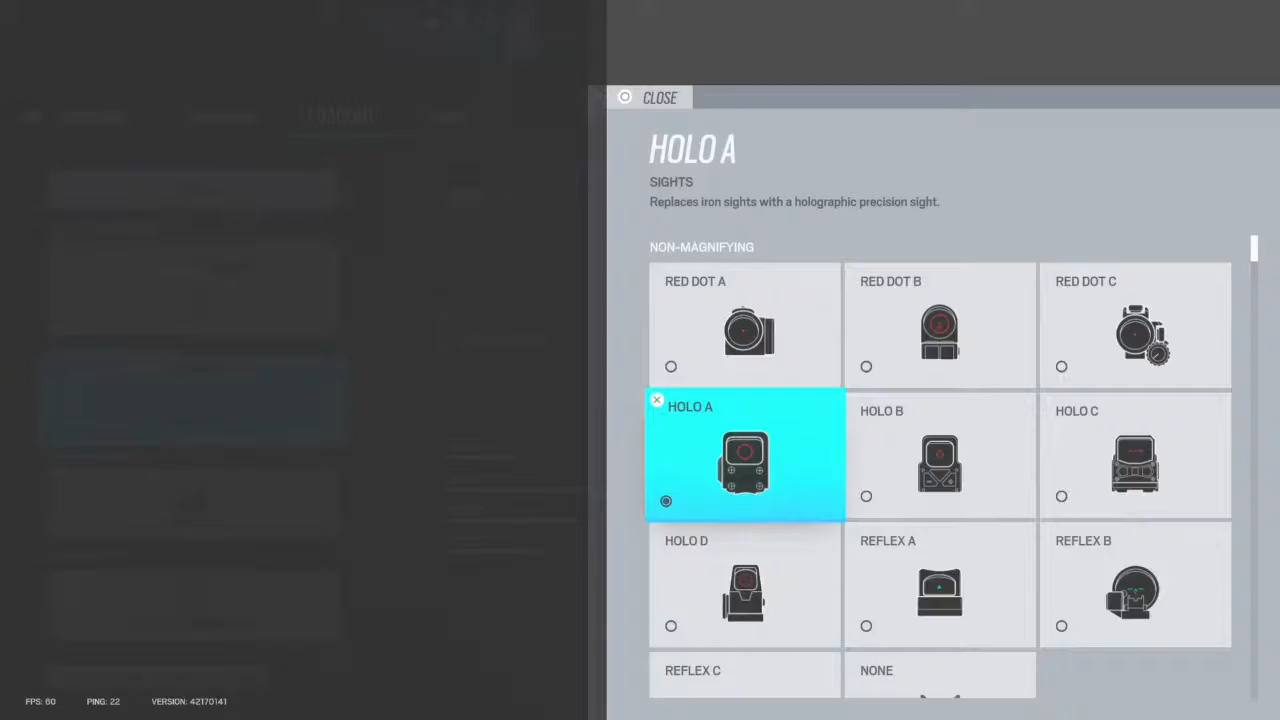 LOADOUT
CLOSE
HOLO A
SIGHTS
Replaces iron sights with a holographic precision sight.
NON-MAGNIFYING
RED DOT A
RED DOT B
RED DOT C
HOLO A
HOLO B
HOLO C
HOLO D
REFLEX A
REFLEX B
REFLEX C
NONE
FPS: 60
PING: 22
VERSION: 42170141